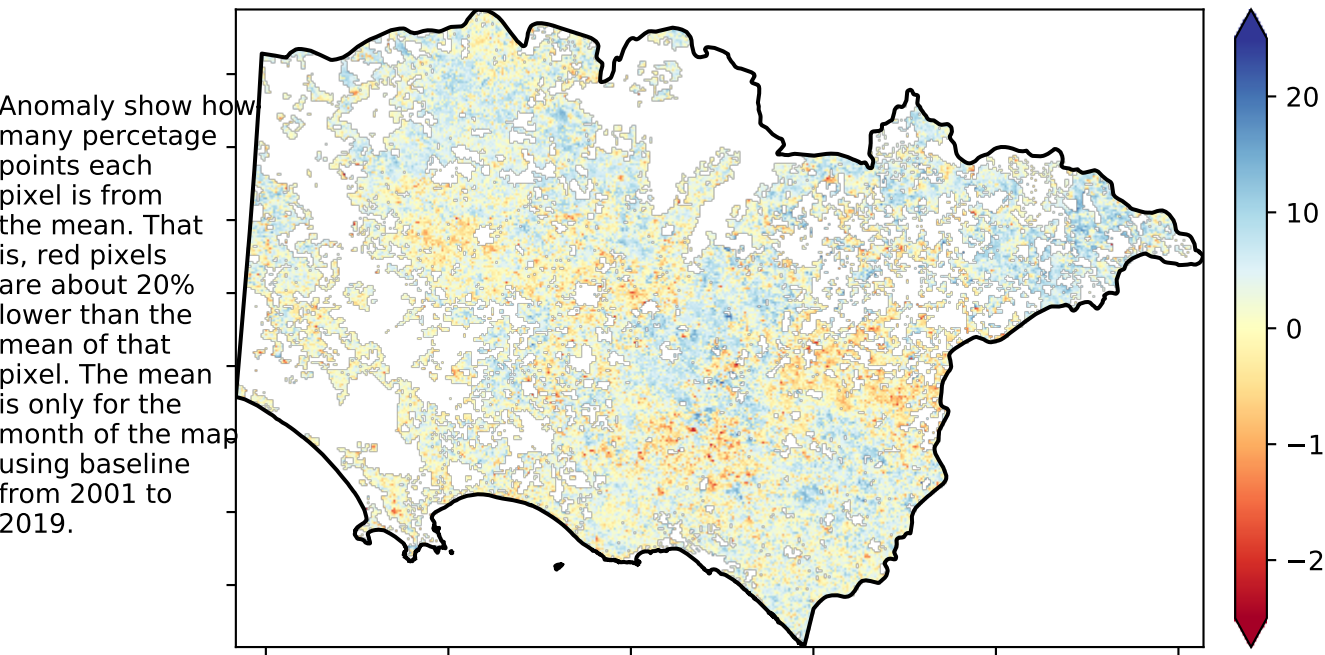 Anomaly show how
many percetage
points each
pixel is from
the mean. That
is, red pixels
are about 20%
lower than the
mean of that
pixel. The mean
is only for the
month of the map
using baseline
from 2001 to
2019.
20
10
0
−1
−2